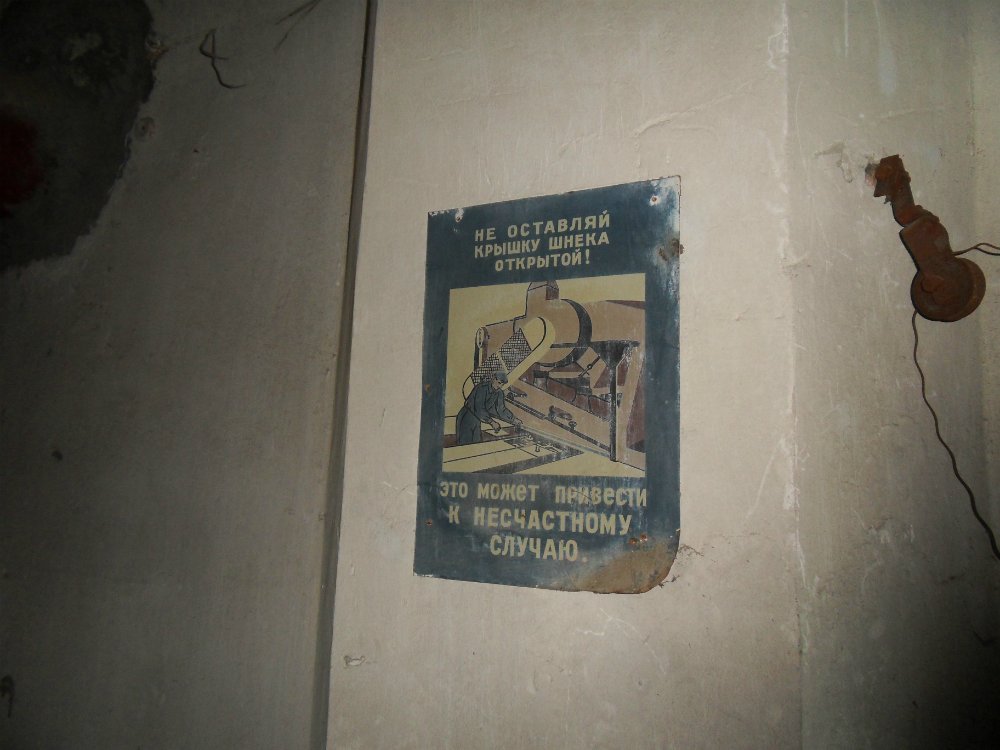 НЕ ОСТАВЛЯЙ
КРЫШКУ ШНЕКА
ОТКРЫТОЙ!
ЭТО МОЖЕТ ПРИВЕСТИ
К НЕСЧАСТНОМУ
СЛУЧАЮ.